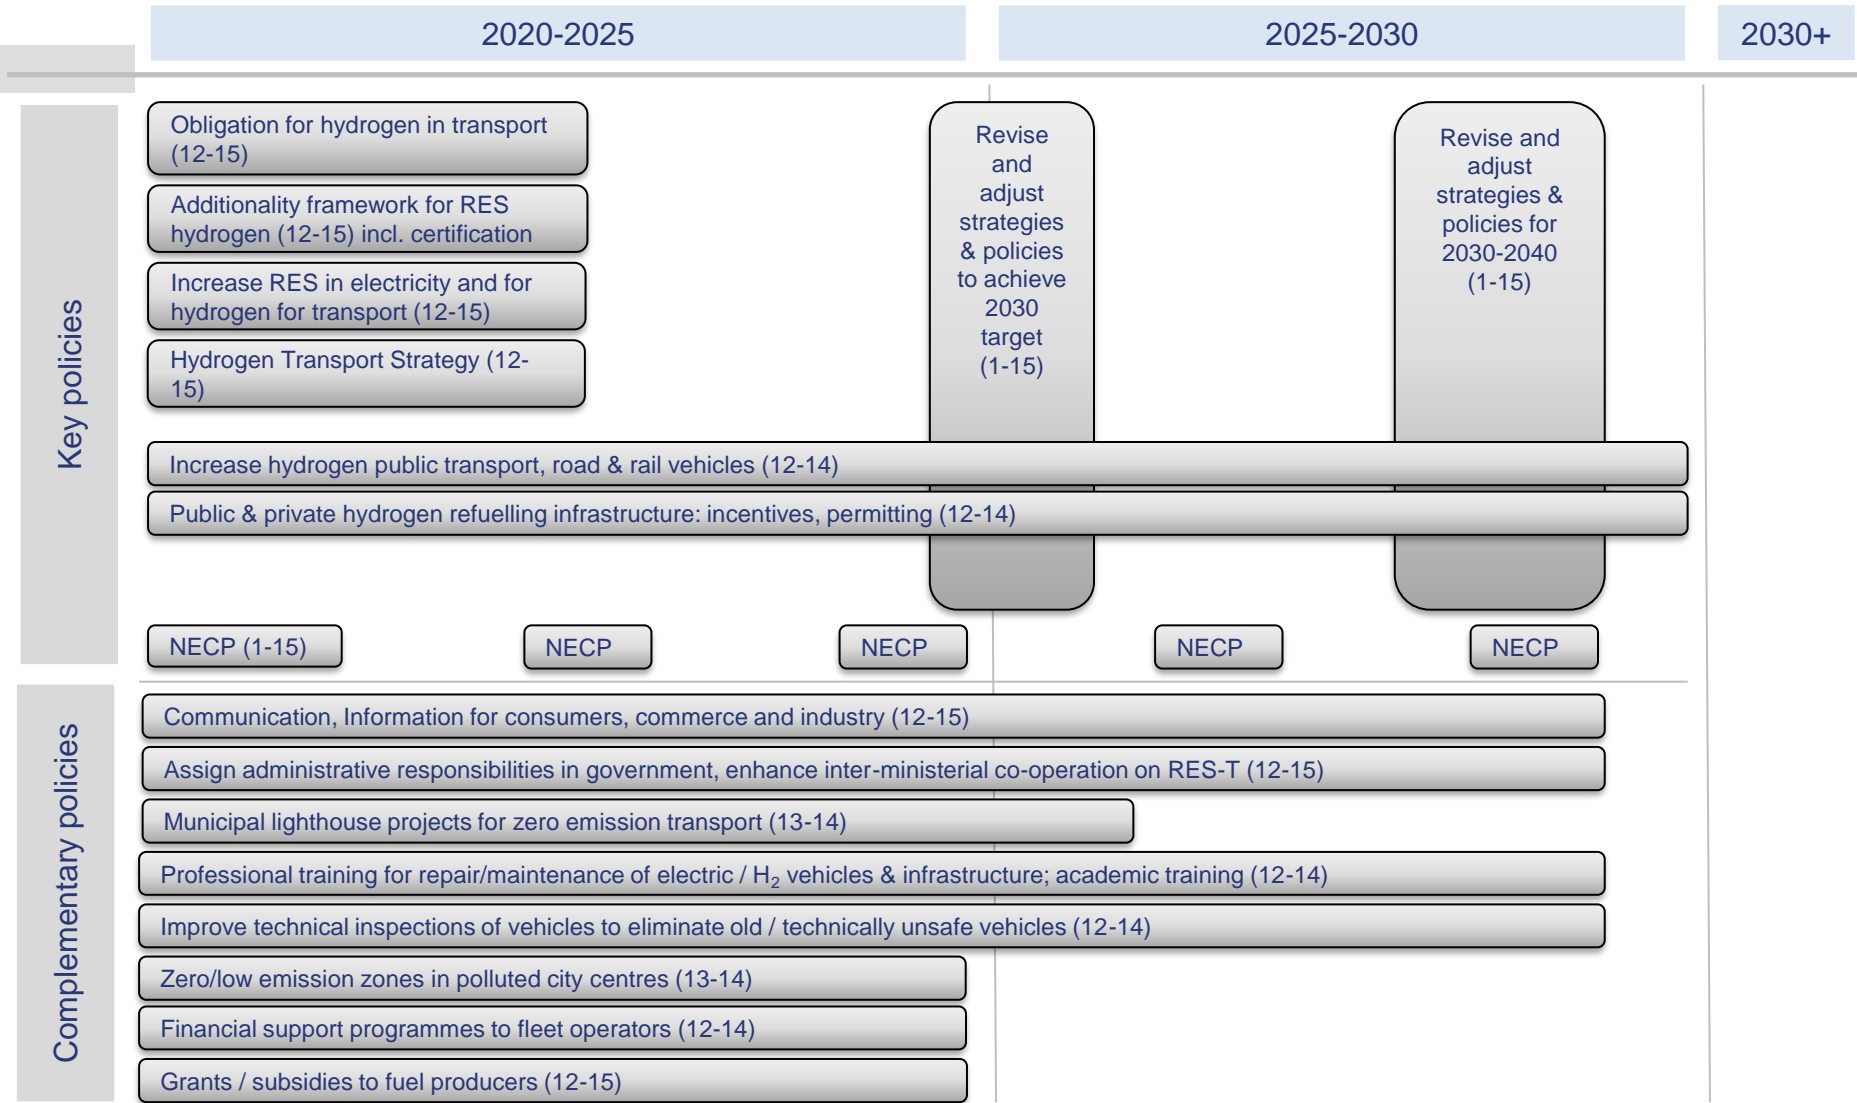 2020-2025
2025-2030
2030+
Key policies
Obligation for hydrogen in transport
(12-15)
Additionality framework for RES
hydrogen (12-15) incl. certification
Increase RES in electricity and for
hydrogen for transport (12-15)
Hydrogen Transport Strategy (12-
15)
Revise
and
adjust
strategies
& policies
to achieve
2030
target
(1-15)
Revise and
adjust
strategies &
policies for
2030-2040
(1-15)
Increase hydrogen public transport, road & rail vehicles (12-14)
Public & private hydrogen refuelling infrastructure: incentives, permitting (12-14)
NECP (1-15)
NECP
NECP
NECP
NECP
Complementary policies
Communication, Information for consumers, commerce and industry (12-15)
Assign administrative responsibilities in government, enhance inter-ministerial co-operation on RES-T (12-15)
Municipal lighthouse projects for zero emission transport (13-14)
Professional training for repair/maintenance of electric / H₂ vehicles & infrastructure; academic training (12-14)
Improve technical inspections of vehicles to eliminate old / technically unsafe vehicles (12-14)
Zero/low emission zones in polluted city centres (13-14)
Financial support programmes to fleet operators (12-14)
Grants / subsidies to fuel producers (12-15)